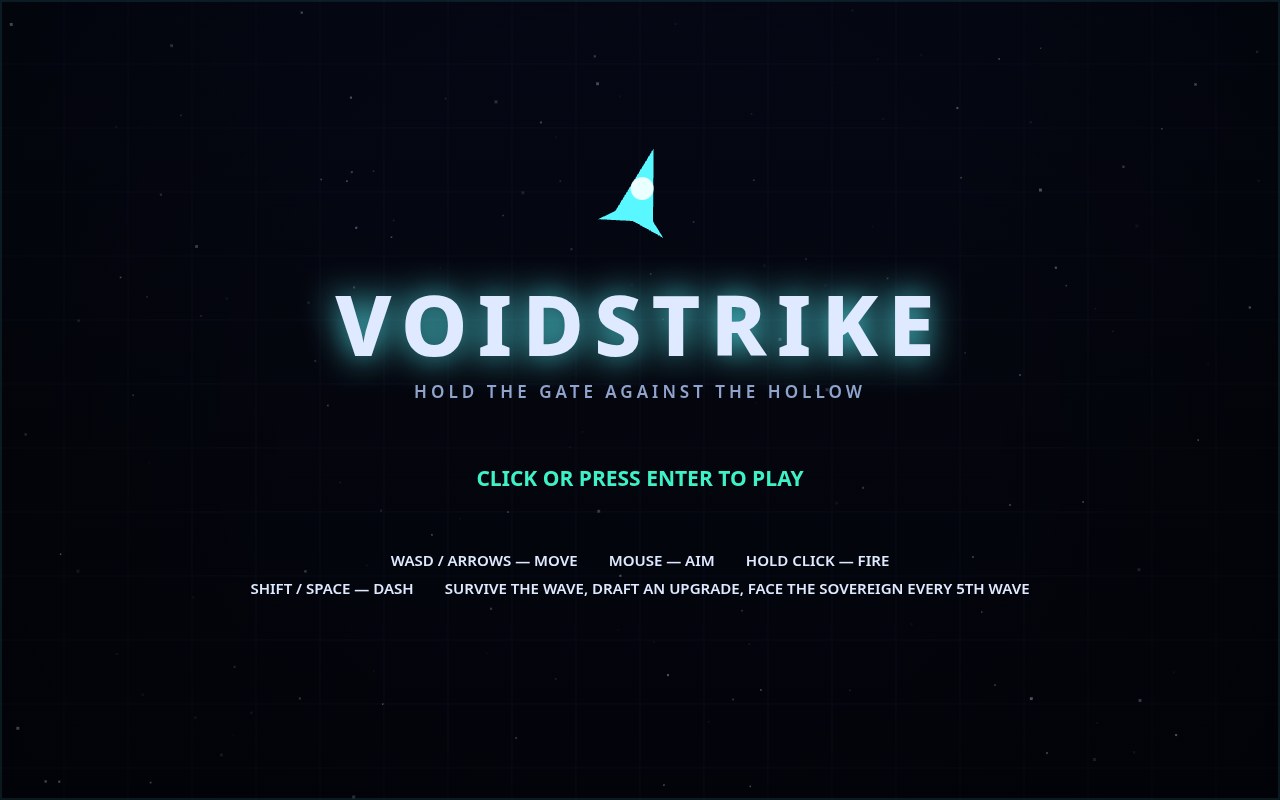 VOIDSTRIKE
HOLD THE GATE AGAINST THE HOLLOW
CLICK OR PRESS ENTER TO PLAY
WASD / ARROWS — MOVE MOUSE — AIM HOLD CLICK — FIRE
SHIFT / SPACE — DASH SURVIVE THE WAVE, DRAFT AN UPGRADE, FACE THE SOVEREIGN EVERY 5TH WAVE